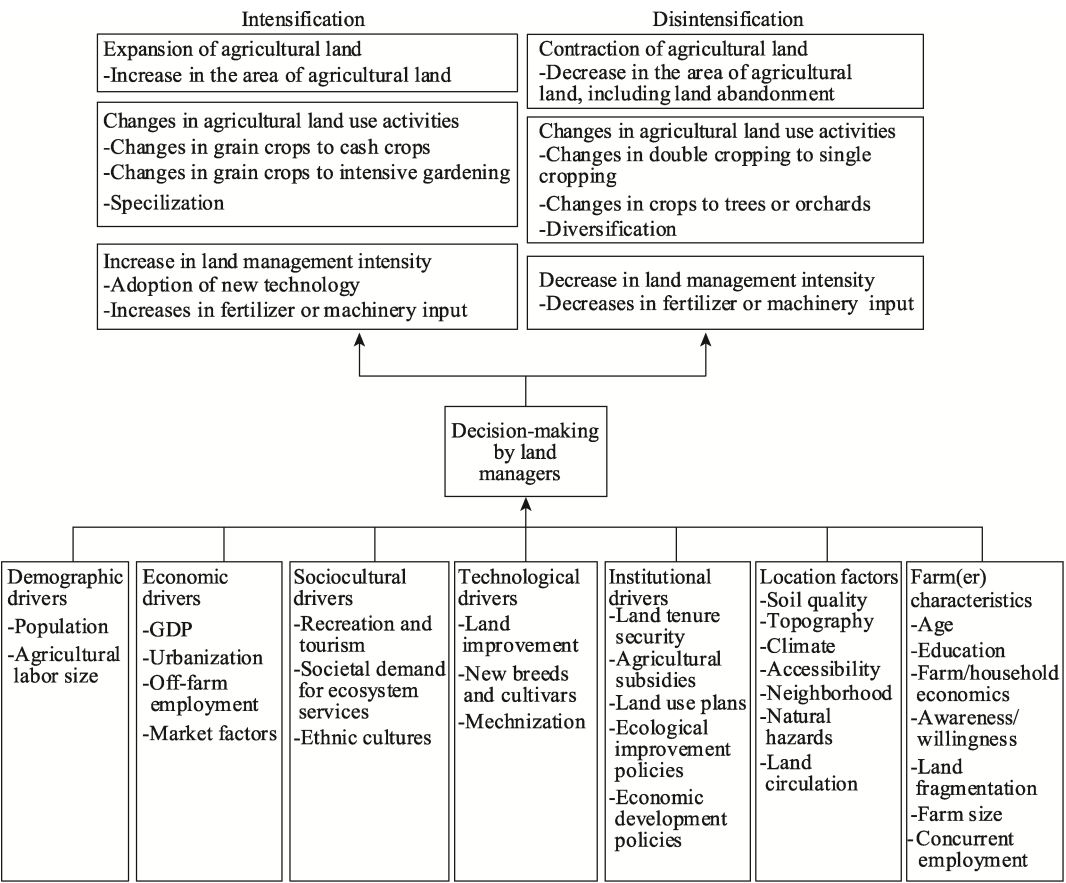 Intensification
Expansion of agricultural land
-Increase in the area of agricultural land
Changes in agricultural land use activities
-Changes in grain crops to cash crops
-Changes in grain crops to intensive gardening
-Specilization
Increase in land management intensity
-Adoption of new technology
-Increases in fertilizer or machinery input
Disintensification
Contraction of agricultural land
-Decrease in the area of agricultural
land, including land abandonment
Changes in agricultural land use activities
-Changes in double cropping to single
cropping
-Changes in crops to trees or orchards
-Diversification
Decrease in land management intensity
-Decreases in fertilizer or machinery input
Decision-making
by land
managers
Demographic
drivers
-Population
-Agricultural
labor size
Economic
drivers
-GDP
-Urbanization
-Off-farm
employment
-Market factors
Sociocultural
drivers
-Recreation and
tourism
-Societal demand
for ecosystem
services
-Ethnic cultures
Technological
drivers
-Land
improvement
-New breeds
and cultivars
-Mechnization
Institutional
drivers
-Land tenure
security
-Agricultural
subsidies
-Land use plans
-Ecological
improvement
policies
-Economic
development
policies
Location factors
-Soil quality
-Topography
-Climate
-Accessibility
-Neighborhood
-Natural
hazards
-Land
circulation
Farm(er)
characteristics
-Age
-Education
-Farm/household
economics
-Awareness/
willingness
-Land
fragmentation
-Farm size
-Concurrent
employment